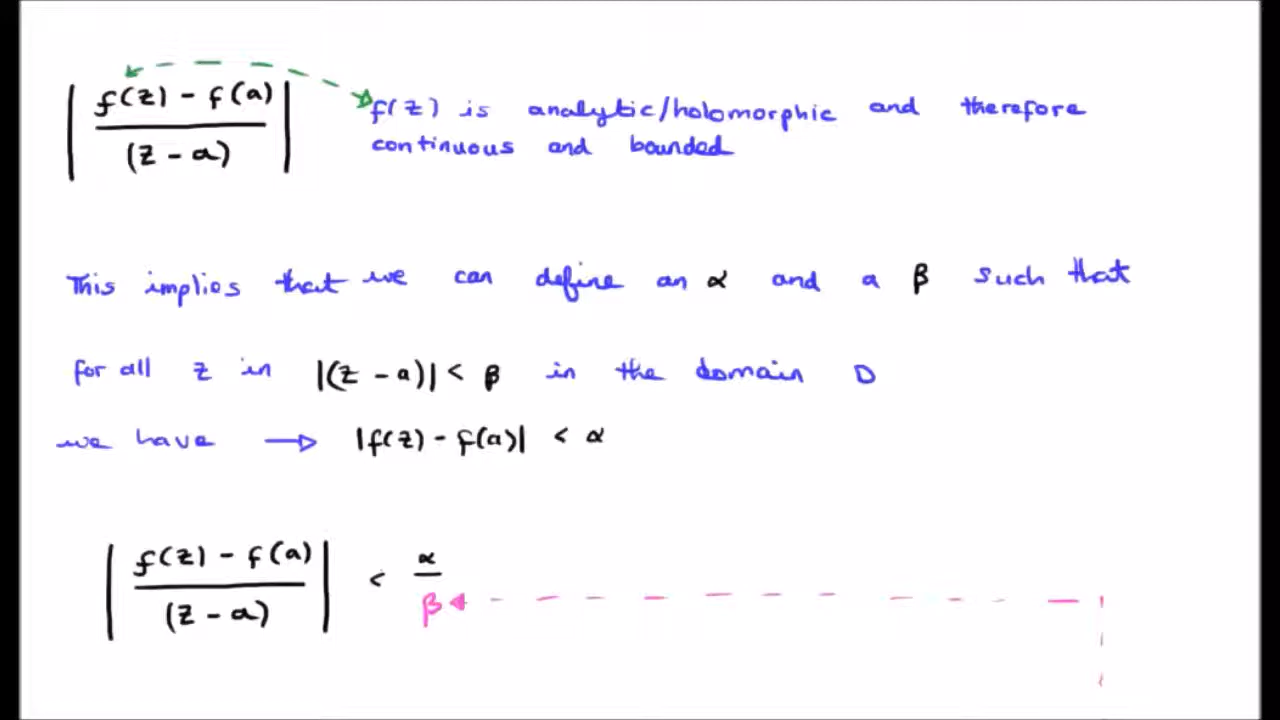 | f(z) - f(a) / (z - a) | f(z) is analytic/holomorphic and therefore
continuous and bounded
This implies that we can define an α and a β such that
for all z in |(z - a)| < β in the domain D
we have → |f(z) - f(a)| < α
| f(z) - f(a) / (z - a) | < α / β